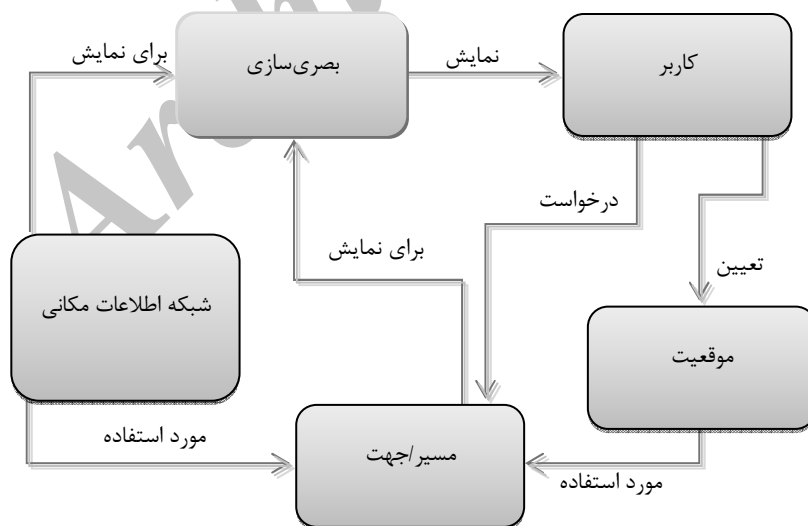 کاربر
نمایش
بصری‌سازی
برای نمایش
درخواست
تعیین
برای نمایش
شبکه اطلاعات مکانی
موقعیت
مسیر/جهت
مورد استفاده
مورد استفاده